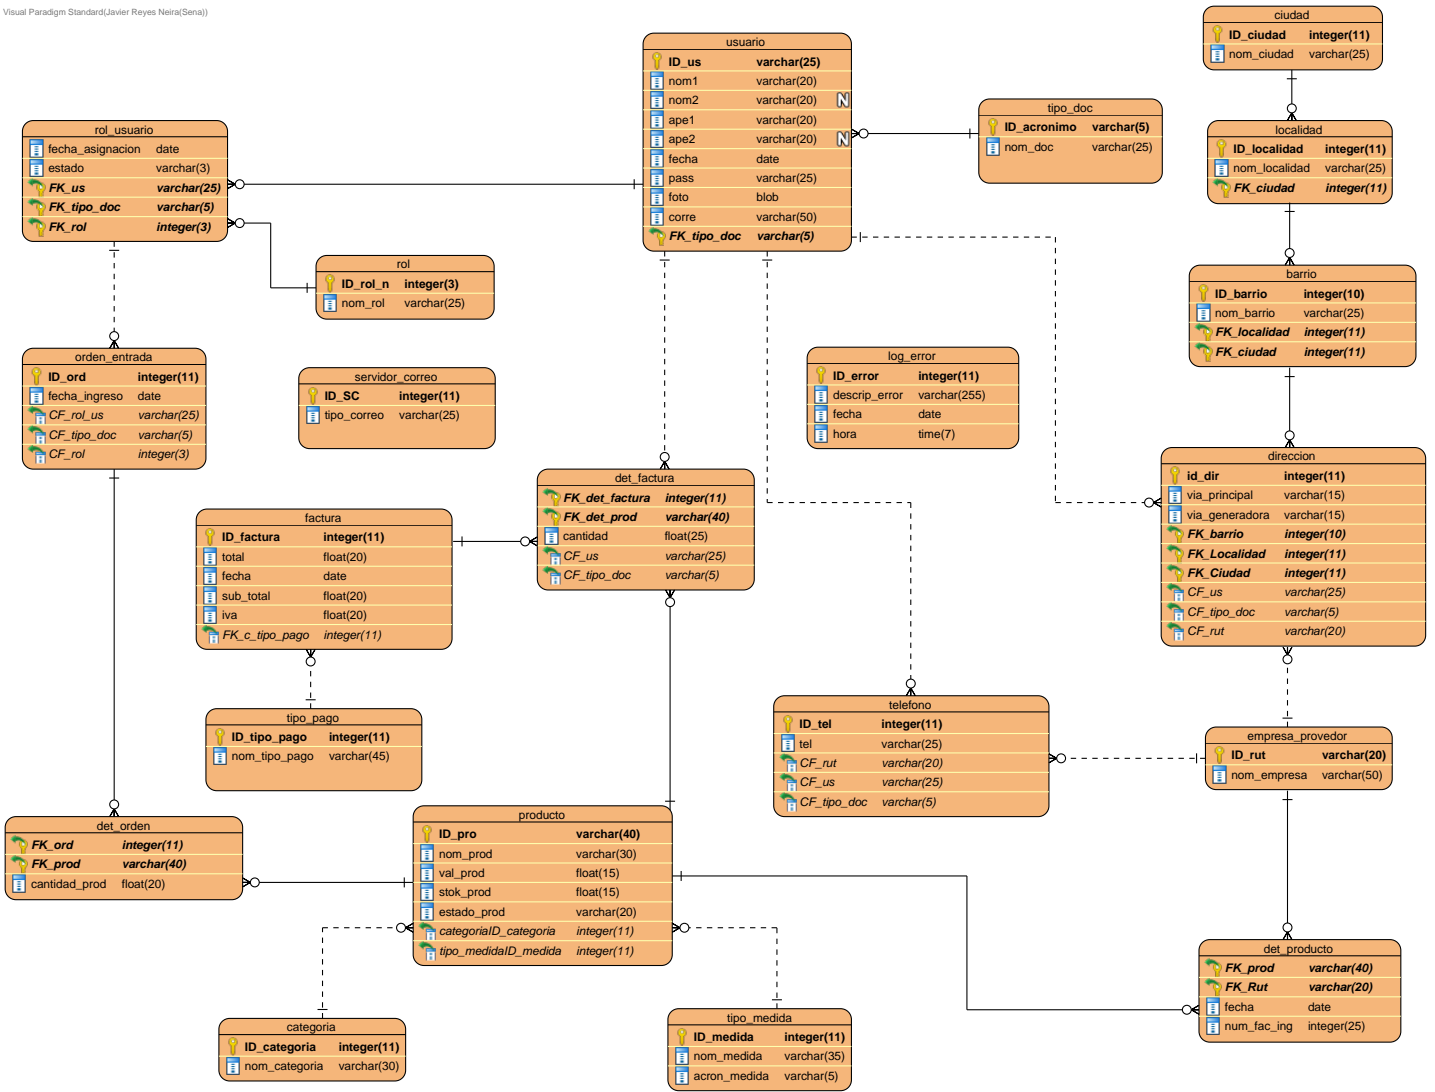 Visual Paradigm Standard(Javier Reyes Neira(Sena))
ciudad
ID_ciudad integer(11)
nom_ciudad varchar(25)
usuario
ID_us varchar(25)
nom1 varchar(20)
nom2 varchar(20) N
ape1 varchar(20)
ape2 varchar(20) N
fecha date
pass varchar(25)
foto blob
corre varchar(50)
FK_tipo_doc varchar(5)
tipo_doc
ID_acronimo varchar(5)
nom_doc varchar(25)
localidad
ID_localidad integer(11)
nom_localidad varchar(25)
FK_ciudad integer(11)
rol_usuario
fecha_asignacion date
estado varchar(3)
FK_us varchar(25)
FK_tipo_doc varchar(5)
FK_rol integer(3)
rol
ID_rol_n integer(3)
nom_rol varchar(25)
barrio
ID_barrio integer(10)
nom_barrio varchar(25)
FK_localidad integer(11)
FK_ciudad integer(11)
orden_entrada
ID_ord integer(11)
fecha_ingreso date
CF_rol_us varchar(25)
CF_tipo_doc varchar(5)
CF_rol integer(3)
servidor_correo
ID_SC integer(11)
tipo_correo varchar(25)
log_error
ID_error integer(11)
descrip_error varchar(255)
fecha date
hora time(7)
direccion
id_dir integer(11)
via_principal varchar(15)
via_generadora varchar(15)
FK_barrio integer(10)
FK_Localidad integer(11)
FK_Ciudad integer(11)
CF_us varchar(25)
CF_tipo_doc varchar(5)
CF_rut varchar(20)
det_factura
FK_det_factura integer(11)
FK_det_prod varchar(40)
cantidad float(25)
CF_us varchar(25)
CF_tipo_doc varchar(5)
factura
ID_factura integer(11)
total float(20)
fecha date
sub_total float(20)
iva float(20)
FK_c_tipo_pago integer(11)
tipo_pago
ID_tipo_pago integer(11)
nom_tipo_pago varchar(45)
telefono
ID_tel integer(11)
tel varchar(25)
CF_rut varchar(20)
CF_us varchar(25)
CF_tipo_doc varchar(5)
empresa_provedor
ID_rut varchar(20)
nom_empresa varchar(50)
det_orden
FK_ord integer(11)
FK_prod varchar(40)
cantidad_prod float(20)
producto
ID_pro varchar(40)
nom_prod varchar(30)
val_prod float(15)
stok_prod float(15)
estado_prod varchar(20)
categoriaID_categoria integer(11)
tipo_medidaID_medida integer(11)
det_producto
FK_prod varchar(40)
FK_Rut varchar(20)
fecha date
num_fac_ing integer(25)
categoria
ID_categoria integer(11)
nom_categoria varchar(30)
tipo_medida
ID_medida integer(11)
nom_medida varchar(35)
acron_medida varchar(5)